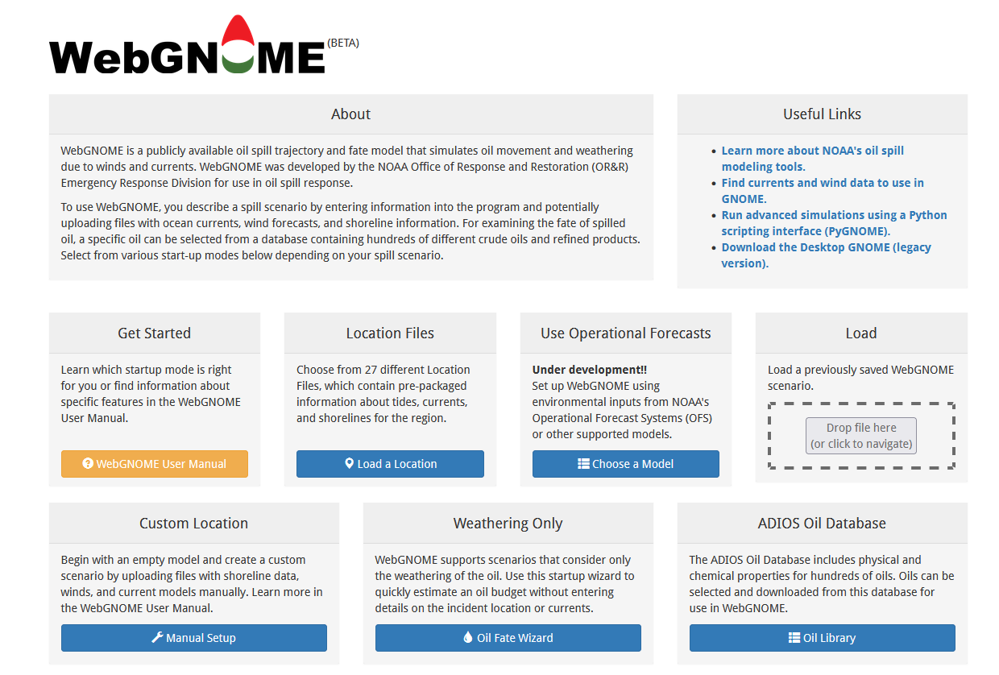 WebGNOME (BETA)
About
WebGNOME is a publicly available oil spill trajectory and fate model that simulates oil movement and weathering
due to winds and currents. WebGNOME was developed by the NOAA Office of Response and Restoration (OR&R)
Emergency Response Division for use in oil spill response.
To use WebGNOME, you describe a spill scenario by entering information into the program and potentially
uploading files with ocean currents, wind forecasts, and shoreline information. For examining the fate of spilled
oil, a specific oil can be selected from a database containing hundreds of different crude oils and refined products.
Select from various start-up modes below depending on your spill scenario.
Useful Links
• Learn more about NOAA's oil spill
modeling tools.
• Find currents and wind data to use in
GNOME.
• Run advanced simulations using a Python
scripting interface (PyGNOME).
• Download the Desktop GNOME (legacy
version).
Get Started
Learn which startup mode is right
for you or find information about
specific features in the WebGNOME
User Manual.
WebGNOME User Manual
Location Files
Choose from 27 different Location
Files, which contain pre-packaged
information about tides, currents,
and shorelines for the region.
Load a Location
Use Operational Forecasts
Under development!!
Set up WebGNOME using
environmental inputs from NOAA's
Operational Forecast Systems (OFS)
or other supported models.
Choose a Model
Load
Load a previously saved WebGNOME
scenario.
Drop file here
(or click to navigate)
Custom Location
Begin with an empty model and create a custom
scenario by uploading files with shoreline data,
winds, and current models manually. Learn more in
the WebGNOME User Manual.
Manual Setup
Weathering Only
WebGNOME supports scenarios that consider only
the weathering of the oil. Use this startup wizard to
quickly estimate an oil budget without entering
details on the incident location or currents.
Oil Fate Wizard
ADIOS Oil Database
The ADIOS Oil Database includes physical and
chemical properties for hundreds of oils. Oils can be
selected and downloaded from this database for
use in WebGNOME.
Oil Library